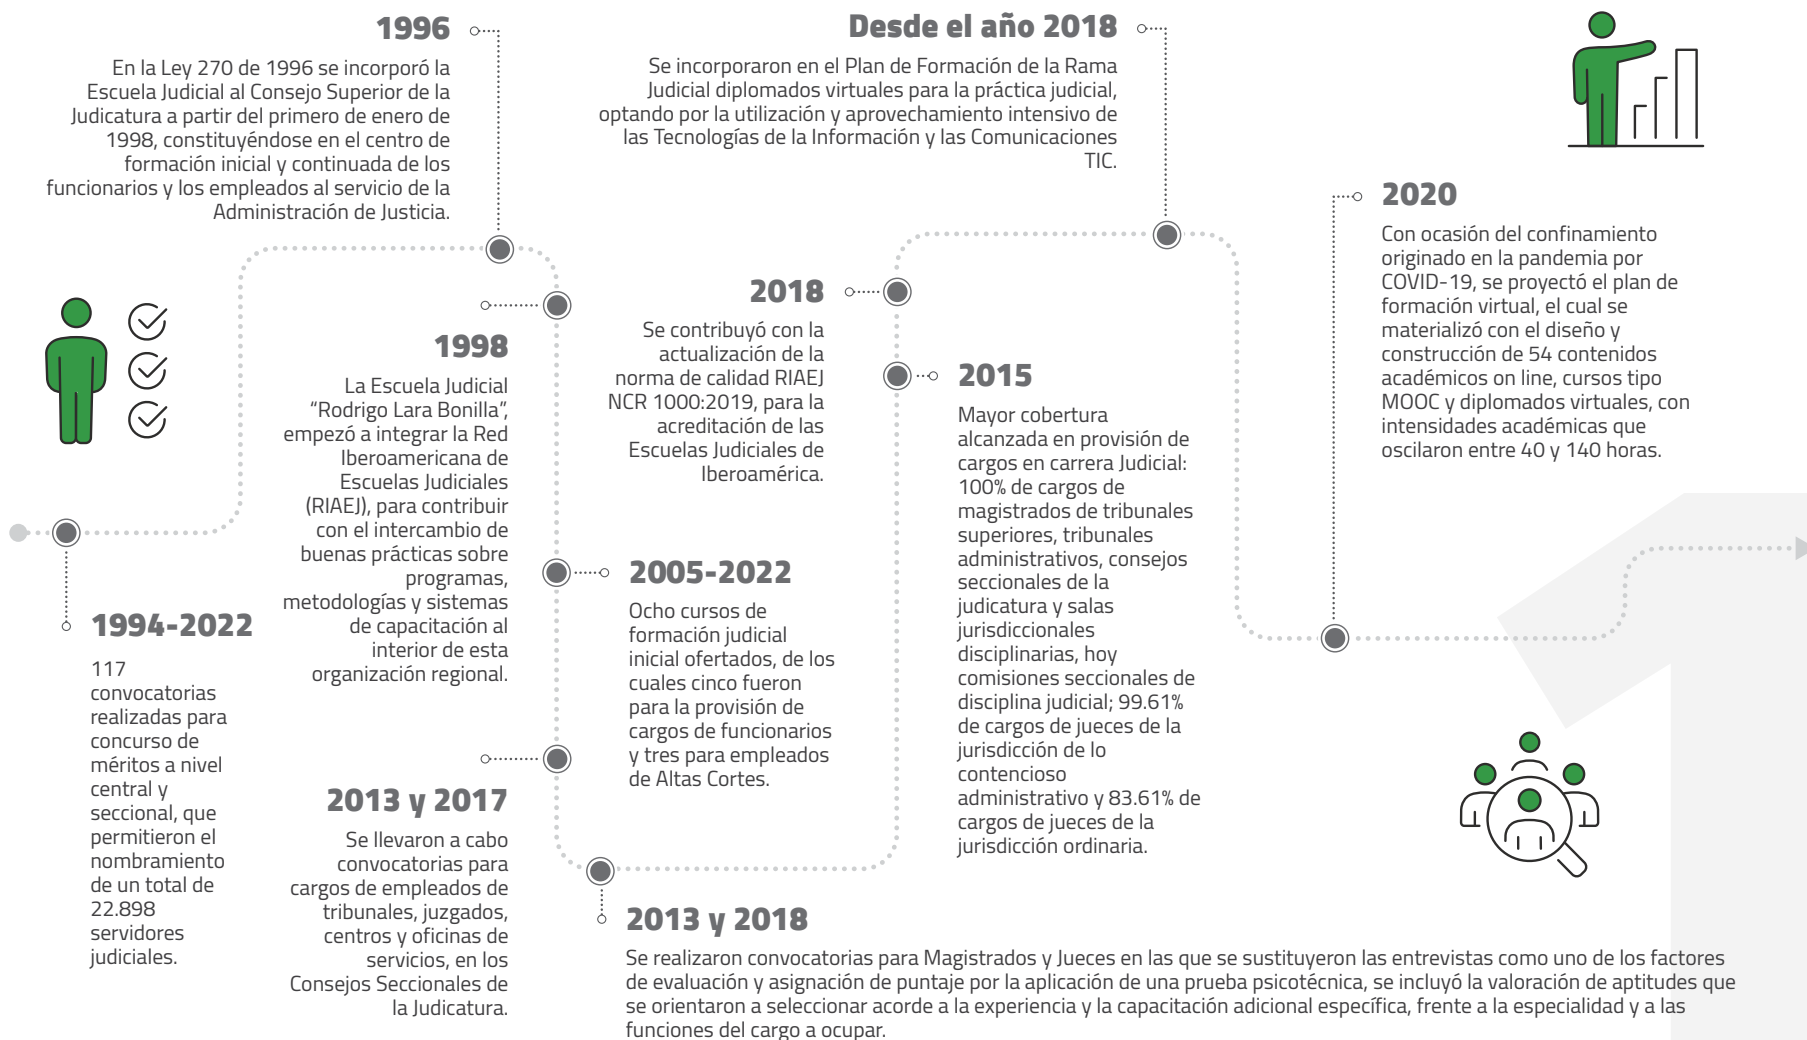 1996
En la Ley 270 de 1996 se incorporó la
Escuela Judicial al Consejo Superior de la
Judicatura a partir del primero de enero de
1998, constituyéndose en el centro de
formación inicial y continuada de los
funcionarios y los empleados al servicio de la
Administración de Justicia.
Desde el año 2018
Se incorporaron en el Plan de Formación de la Rama
Judicial diplomados virtuales para la práctica judicial,
optando por la utilización y aprovechamiento intensivo de
las Tecnologías de la Información y las Comunicaciones
TIC.
2020
Con ocasión del confinamiento
originado en la pandemia por
COVID-19, se proyectó el plan de
formación virtual, el cual se
materializó con el diseño y
construcción de 54 contenidos
académicos on line, cursos tipo
MOOC y diplomados virtuales, con
intensidades académicas que
oscilaron entre 40 y 140 horas.
1998
La Escuela Judicial
“Rodrigo Lara Bonilla”,
empezó a integrar la Red
Iberoamericana de
Escuelas Judiciales
(RIAEJ), para contribuir
con el intercambio de
buenas prácticas sobre
programas,
metodologías y sistemas
de capacitación al
interior de esta
organización regional.
2018
Se contribuyó con la
actualización de la
norma de calidad RIAEJ
NCR 1000:2019, para la
acreditación de las
Escuelas Judiciales de
Iberoamérica.
2015
Mayor cobertura
alcanzada en provisión de
cargos en carrera Judicial:
100% de cargos de
magistrados de tribunales
superiores, tribunales
administrativos, consejos
seccionales de la
judicatura y salas
jurisdiccionales
disciplinarias, hoy
comisiones seccionales de
disciplina judicial; 99.61%
de cargos de jueces de la
jurisdicción de lo
contencioso
administrativo y 83.61% de
cargos de jueces de la
jurisdicción ordinaria.
1994-2022
117
convocatorias
realizadas para
concurso de
méritos a nivel
central y
seccional, que
permitieron el
nombramiento
de un total de
22.898
servidores
judiciales.
2005-2022
Ocho cursos de
formación judicial
inicial ofertados, de los
cuales cinco fueron
para la provisión de
cargos de funcionarios
y tres para empleados
de Altas Cortes.
2013 y 2017
Se llevaron a cabo
convocatorias para
cargos de empleados de
tribunales, juzgados,
centros y oficinas de
servicios, en los
Consejos Seccionales de
la Judicatura.
2013 y 2018
Se realizaron convocatorias para Magistrados y Jueces en las que se sustituyeron las entrevistas como uno de los factores
de evaluación y asignación de puntaje por la aplicación de una prueba psicotécnica, se incluyó la valoración de aptitudes que
se orientaron a seleccionar acorde a la experiencia y la capacitación adicional específica, frente a la especialidad y a las
funciones del cargo a ocupar.
1